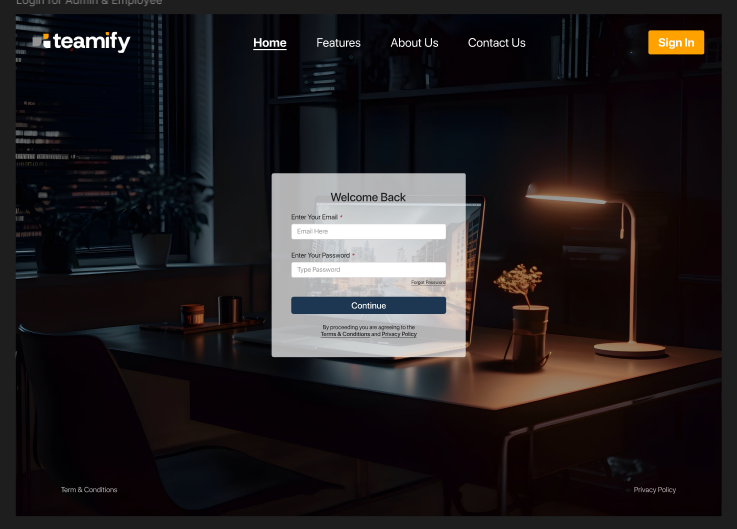 Login for Admin & Employee
teamify
Home Features About Us Contact Us Sign In
Welcome Back
Enter Your Email *
Email Here
Enter Your Password *
Type Password
Forgot Password
Continue
By proceeding you are agreeing to the
Terms & Conditions and Privacy Policy
Term & Conditions Privacy Policy